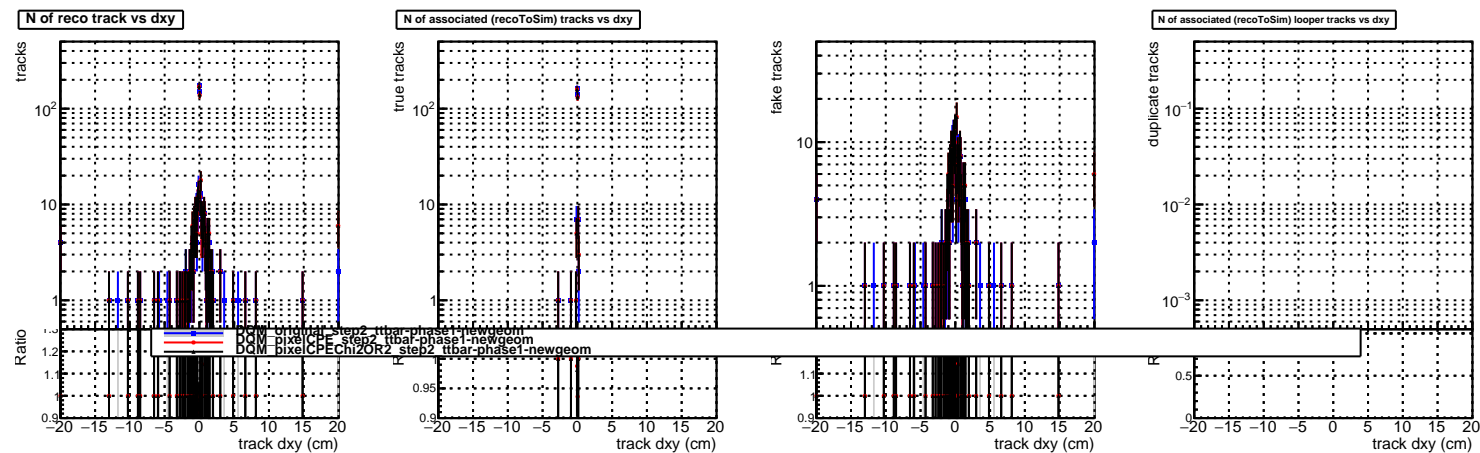 N of reco track vs dxy
tracks
10²
10
1
1.3
1.2
1.1
1
0.9
Ratio
−20 −15 −10 −5 0 5 10 15 20
track dxy (cm)
N of associated (recoToSim) tracks vs dxy
true tracks
10²
10
1
0.95
0.9
−20 −15 −10 −5 0 5 10 15 20
track dxy (cm)
fake tracks
10
1
1.2
1.1
1
0.9
−20 −15 −10 −5 0 5 10 15 20
track dxy (cm)
N of associated (recoToSim) looper tracks vs dxy
duplicate tracks
10⁻¹
10⁻²
10⁻³
0.5
0
−20 −15 −10 −5 0 5 10 15 20
track dxy (cm)
DQM_original_step2_ttbar-phase1-newgeom
DQM_pixelCPE_step2_ttbar-phase1-newgeom
DQM_pixelCPEChi2OR2_step2_ttbar-phase1-newgeom